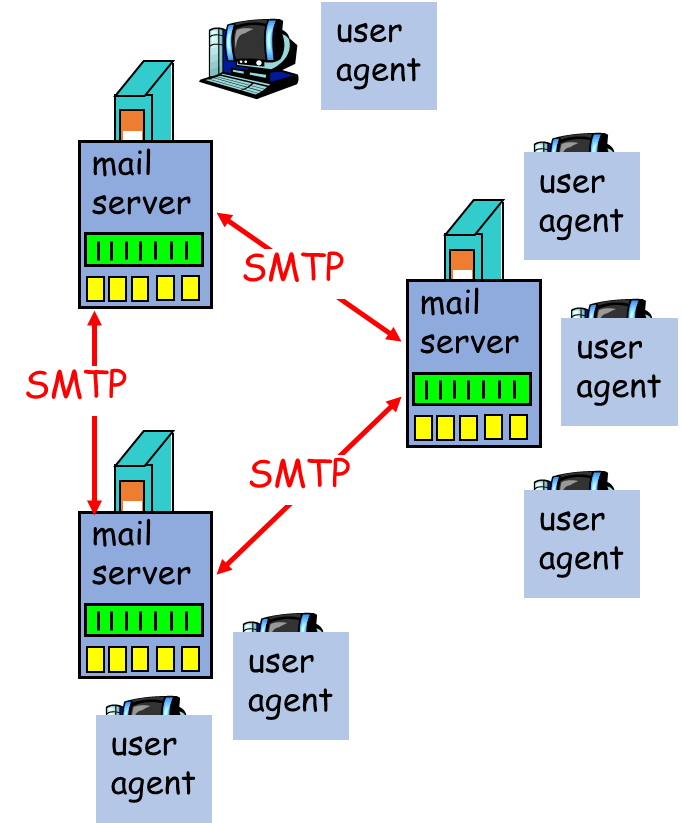 user
agent
mail
server
user
agent
SMTP
mail
server
user
agent
SMTP
SMTP
user
agent
mail
server
user
agent
user
agent